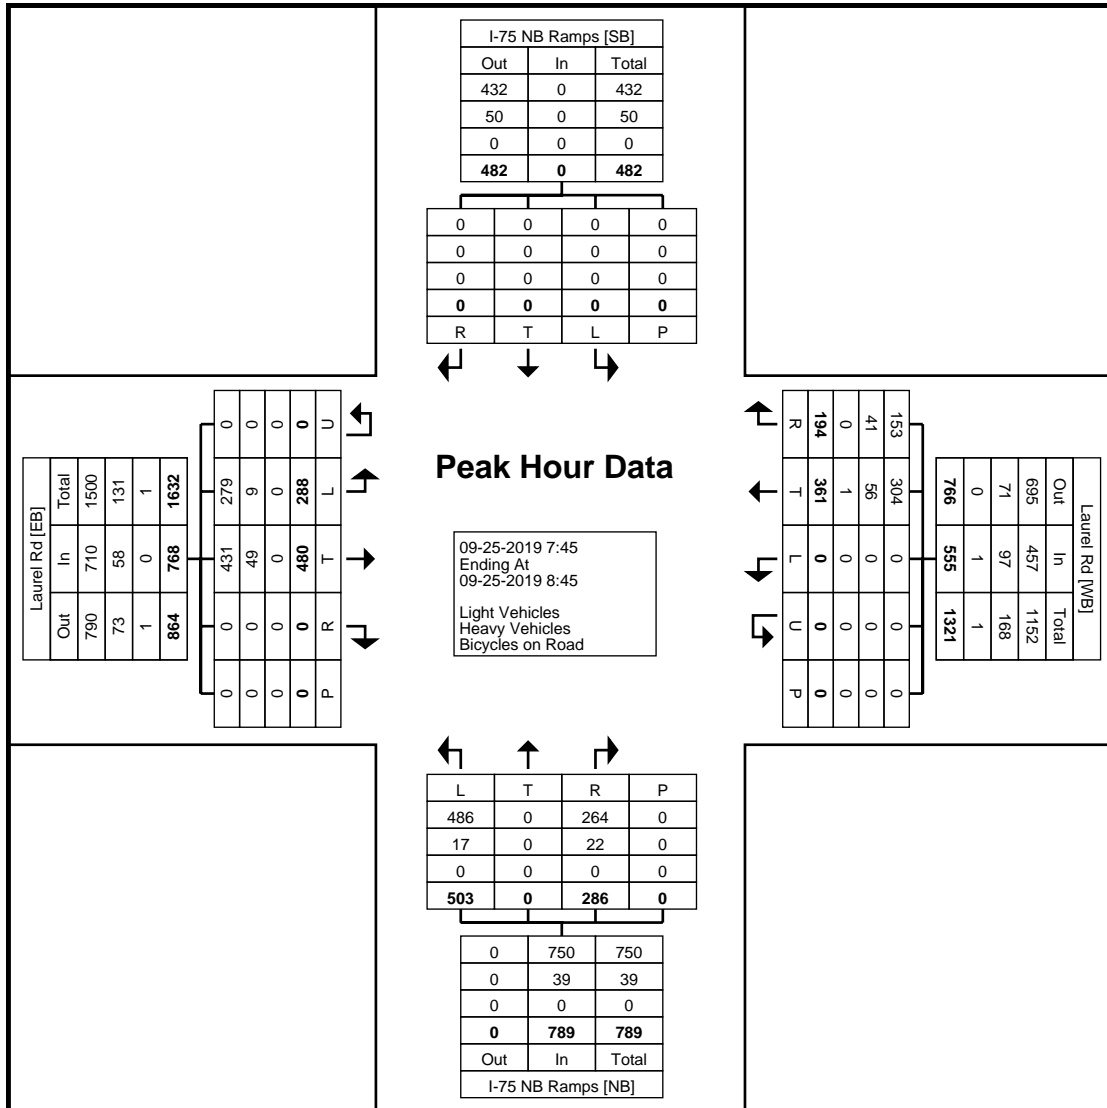 I-75 NB Ramps [SB]
Out In Total
432 0 432
50 0 50
0 0 0
482 0 482
0 0 0 0
0 0 0 0
0 0 0 0
0 0 0 0
R T L P
Laurel Rd [EB]
Total In Out
1500 710 790
131 58 73
1 0 1
1632 768 864
0 279 431 0 0
0 9 49 0 0
0 0 0 0 0
0 288 480 0 0
U L T R P
Peak Hour Data
09-25-2019 7:45
Ending At
09-25-2019 8:45
Light Vehicles
Heavy Vehicles
Bicycles on Road
R T L U P
194 361 0 0 0
0 1 0 0 0
41 56 0 0 0
153 304 0 0 0
Laurel Rd [WB]
Out In Total
695 457 1152
71 97 168
0 1 1
766 555 1321
L T R P
486 0 264 0
17 0 22 0
0 0 0 0
503 0 286 0
0 750 750
0 39 39
0 0 0
0 789 789
Out In Total
I-75 NB Ramps [NB]